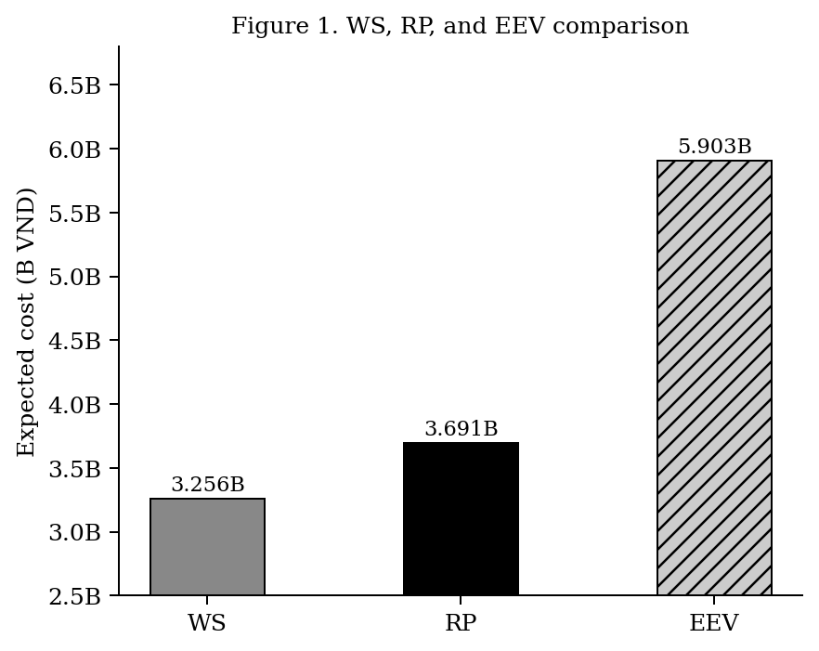 Figure 1. WS, RP, and EEV comparison
Expected cost (B VND)
6.5B
6.0B
5.5B
5.0B
4.5B
4.0B
3.5B
3.0B
2.5B
3.256B
3.691B
5.903B
WS
RP
EEV